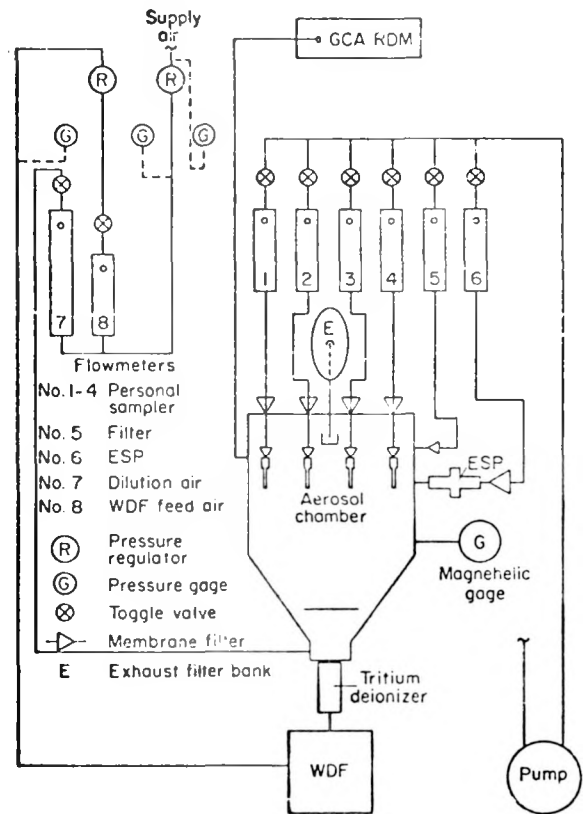 Supply
air
GCA RDM
R
R
G
G
G
1
2
3
4
5
6
7
8
E
Flowmeters
No. 1-4 Personal
sampler
No. 5 Filter
No. 6 ESP
No. 7 Dilution air
No. 8 WDF feed air
R Pressure
regulator
G Pressure gage
Toggle valve
Membrane filter
E Exhaust filter bank
ESP
Aerosol
chamber
G
Magnehelic
gage
Tritium
deionizer
WDF
Pump